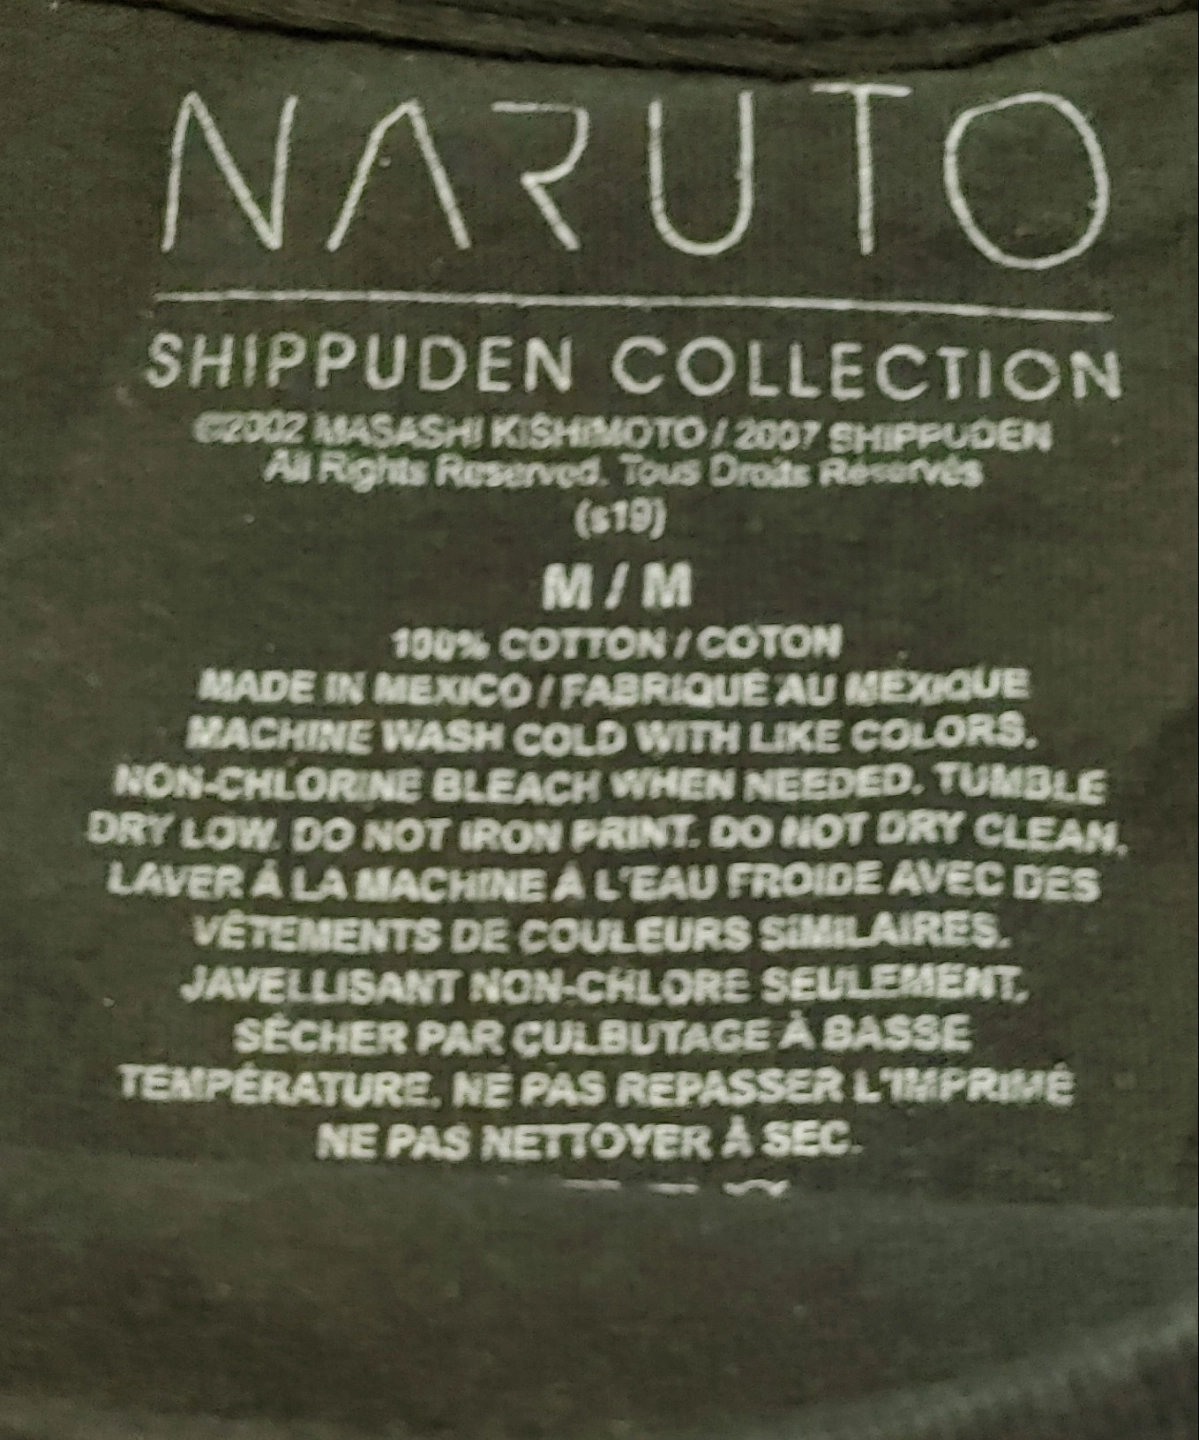 NARUTO
SHIPPUDEN COLLECTION
©2002 MASASHI KISHIMOTO / 2007 SHIPPUDEN
All Rights Reserved. Tous Droits Réservés
(s19)
M / M
100% COTTON / COTON
MADE IN MEXICO / FABRIQUÉ AU MEXIQUE
MACHINE WASH COLD WITH LIKE COLORS.
NON-CHLORINE BLEACH WHEN NEEDED. TUMBLE
DRY LOW. DO NOT IRON PRINT. DO NOT DRY CLEAN.
LAVER À LA MACHINE À L'EAU FROIDE AVEC DES
VÊTEMENTS DE COULEURS SIMILAIRES.
JAVELLISANT NON-CHLORE SEULEMENT.
SÉCHER PAR CULBUTAGE À BASSE
TEMPÉRATURE. NE PAS REPASSER L'IMPRIMÉ
NE PAS NETTOYER À SEC.